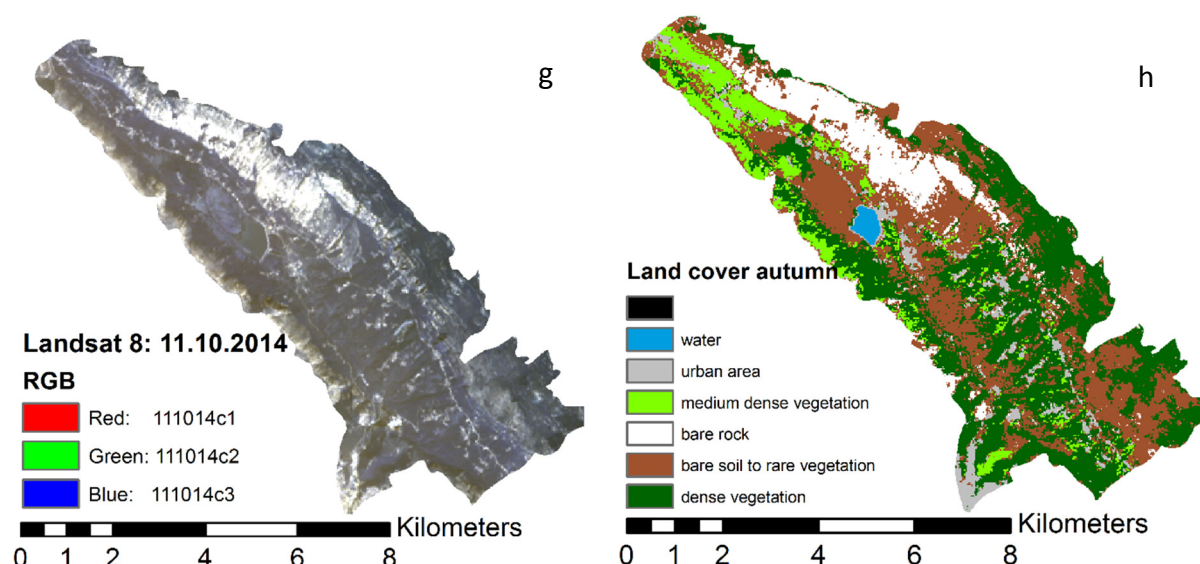 g
Landsat 8: 11.10.2014
RGB
Red: 111014c1
Green: 111014c2
Blue: 111014c3
Kilometers
0 1 2 4 6 8
h
Land cover autumn
water
urban area
medium dense vegetation
bare rock
bare soil to rare vegetation
dense vegetation
Kilometers
0 1 2 4 6 8